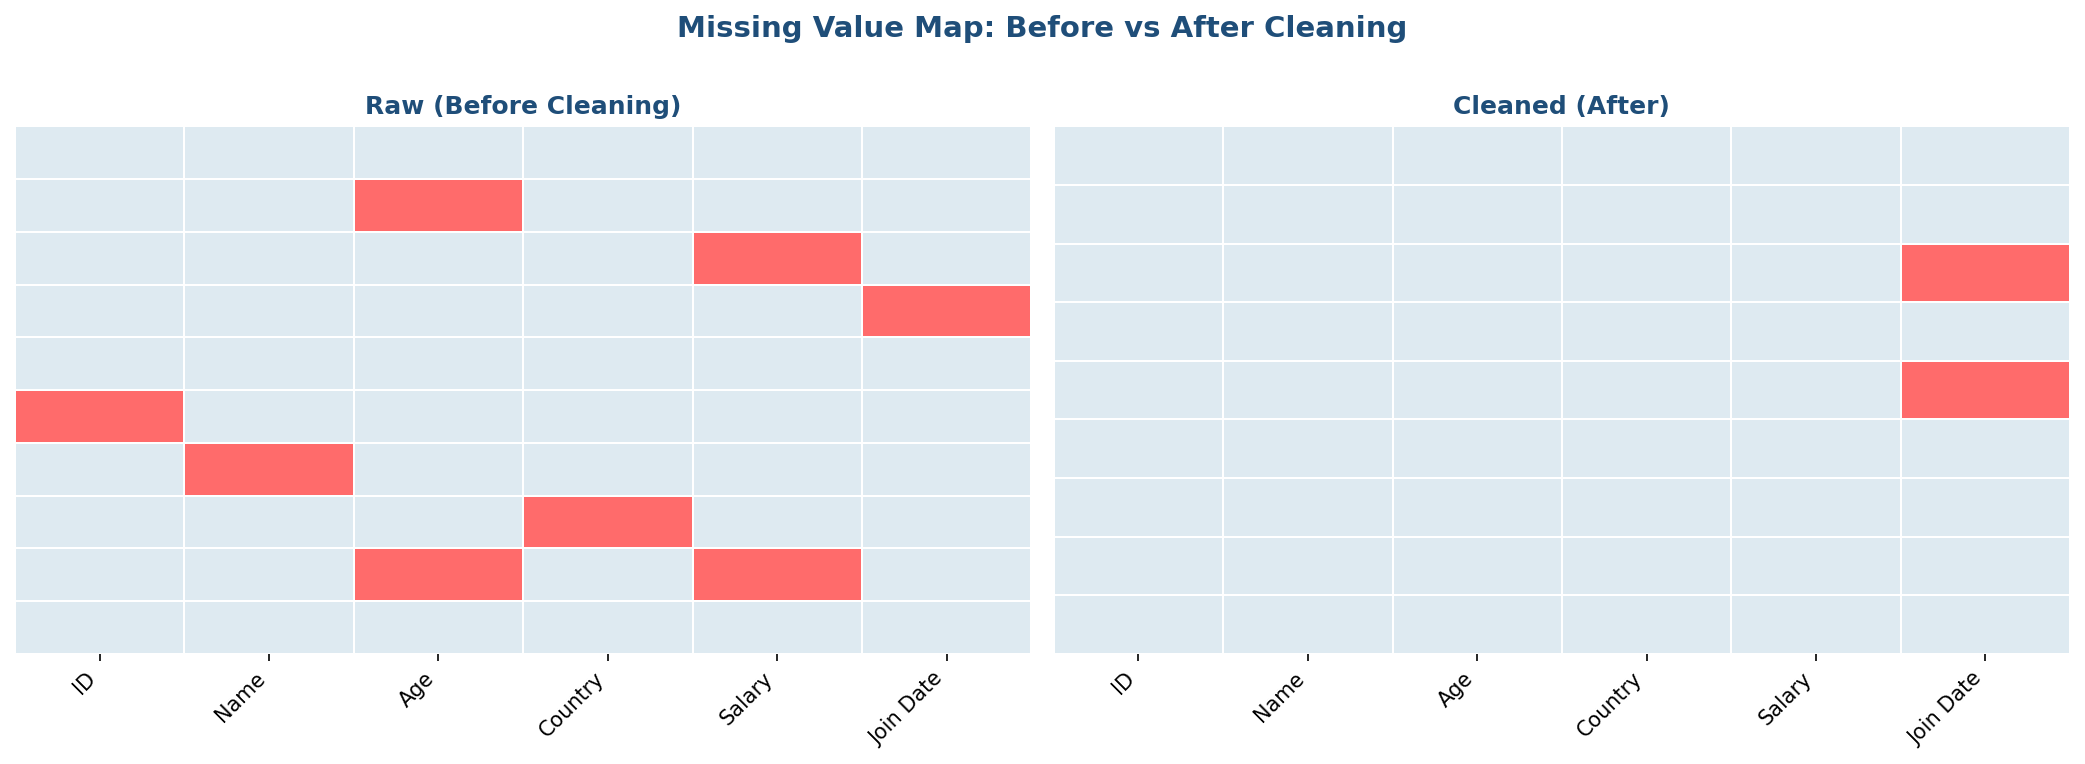 Missing Value Map: Before vs After Cleaning
Raw (Before Cleaning)
ID
Name
Age
Country
Salary
Join Date
Cleaned (After)
ID
Name
Age
Country
Salary
Join Date